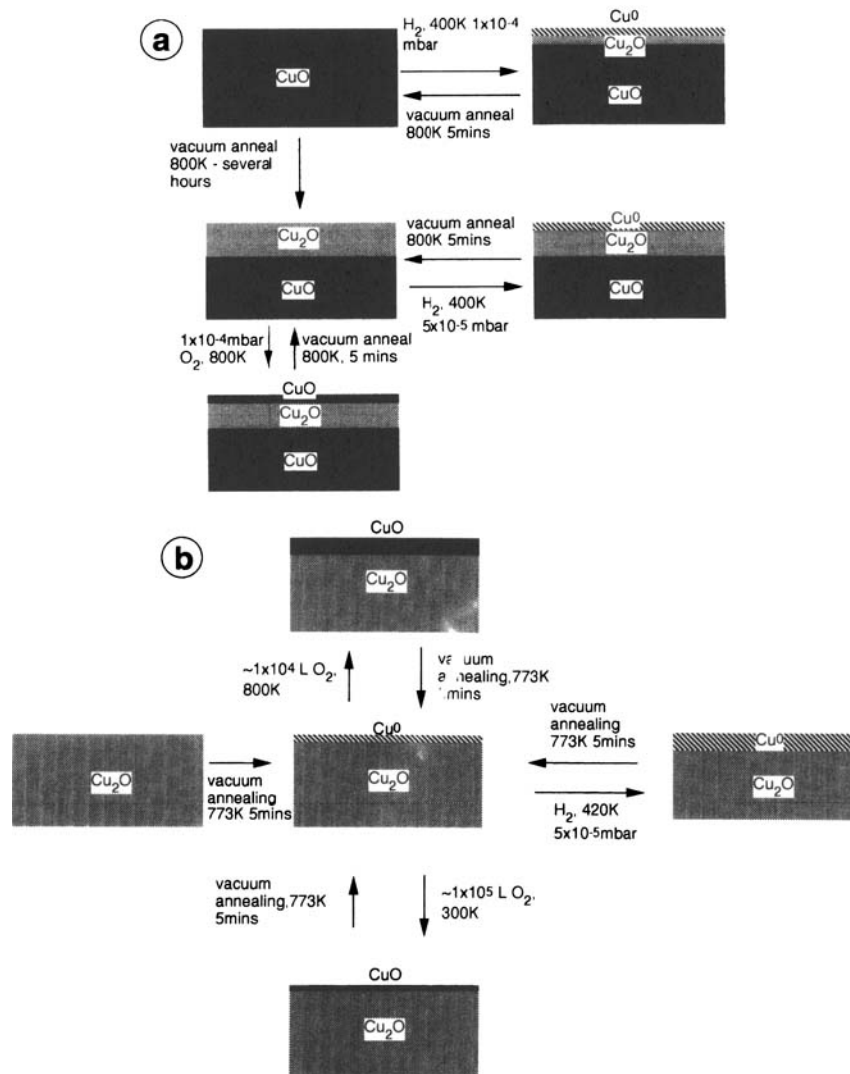 a
CuO
H2, 400K 1x10-4
mbar
vacuum anneal
800K 5mins
Cu0
Cu2O
CuO
vacuum anneal
800K - several
hours
Cu2O
CuO
vacuum anneal
800K 5mins
H2, 400K
5x10-5 mbar
Cu0
Cu2O
CuO
1x10-4mbar
O2, 800K
vacuum anneal
800K, 5 mins
CuO
Cu2O
CuO
b
CuO
Cu2O
~1x104 L O2,
800K
annealing,773K
Cu2O
vacuum
annealing
773K 5mins
Cu0
Cu2O
vacuum
annealing
773K 5mins
H2, 420K
5x10-5mbar
Cu0
Cu2O
vacuum
annealing,773K
5mins
~1x105 L O2,
300K
CuO
Cu2O